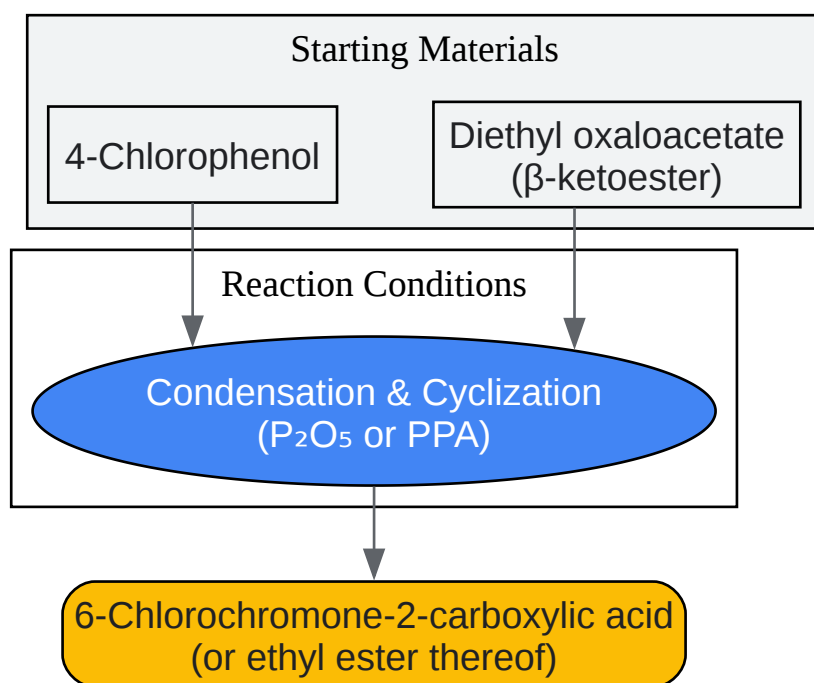 Starting Materials
4-Chlorophenol
Diethyl oxaloacetate
(β-ketoester)
Reaction Conditions
Condensation & Cyclization
(P₂O₅ or PPA)
6-Chlorochromone-2-carboxylic acid
(or ethyl ester thereof)